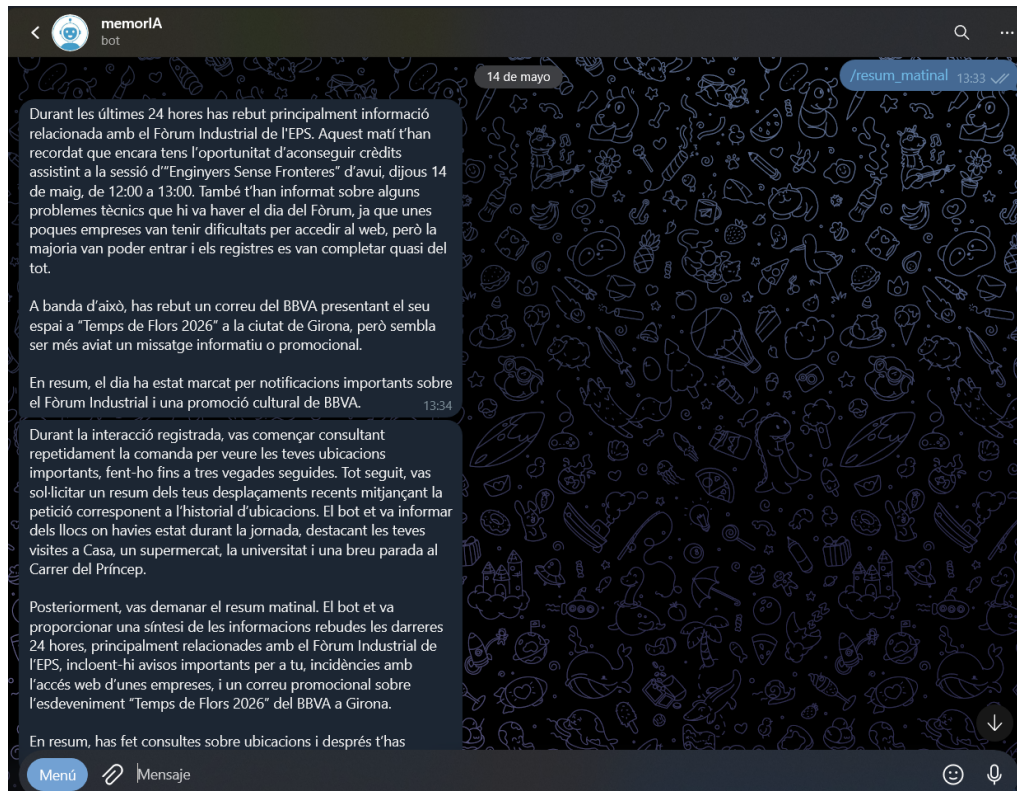 memorIA
bot
14 de mayo
/resum_matinal 13:33
Durant les últimes 24 hores has rebut principalment informació
relacionada amb el Fòrum Industrial de l'EPS. Aquest matí t'han
recordat que encara tens l'oportunitat d'aconseguir crèdits
assistint a la sessió d'"Enginyers Sense Fronteres" d'avui, dijous 14
de maig, de 12:00 a 13:00. També t'han informat sobre alguns
problemes tècnics que hi va haver el dia del Fòrum, ja que unes
poques empreses van tenir dificultats per accedir al web, però la
majoria van poder entrar i els registres es van completar quasi del
tot.
A banda d'això, has rebut un correu del BBVA presentant el seu
espai a "Temps de Flors 2026" a la ciutat de Girona, però sembla
ser més aviat un missatge informatiu o promocional.
En resum, el dia ha estat marcat per notificacions importants sobre
el Fòrum Industrial i una promoció cultural de BBVA.
13:34
Durant la interacció registrada, vas començar consultant
repetidament la comanda per veure les teves ubicacions
importants, fent-ho fins a tres vegades seguides. Tot seguit, vas
sol·licitar un resum dels teus desplaçaments recents mitjançant la
petició corresponent a l'historial d'ubicacions. El bot et va informar
dels llocs on havies estat durant la jornada, destacant les teves
visites a Casa, un supermercat, la universitat i una breu parada al
Carrer del Príncep.
Posteriorment, vas demanar el resum matinal. El bot et va
proporcionar una síntesi de les informacions rebudes les darreres
24 hores, principalment relacionades amb el Fòrum Industrial de
l'EPS, incloent-hi avisos importants per a tu, incidències amb
l'accés web d'unes empreses, i un correu promocional sobre
l'esdeveniment "Temps de Flors 2026" del BBVA a Girona.
En resum, has fet consultes sobre ubicacions i després t'has
Menú
Mensaje